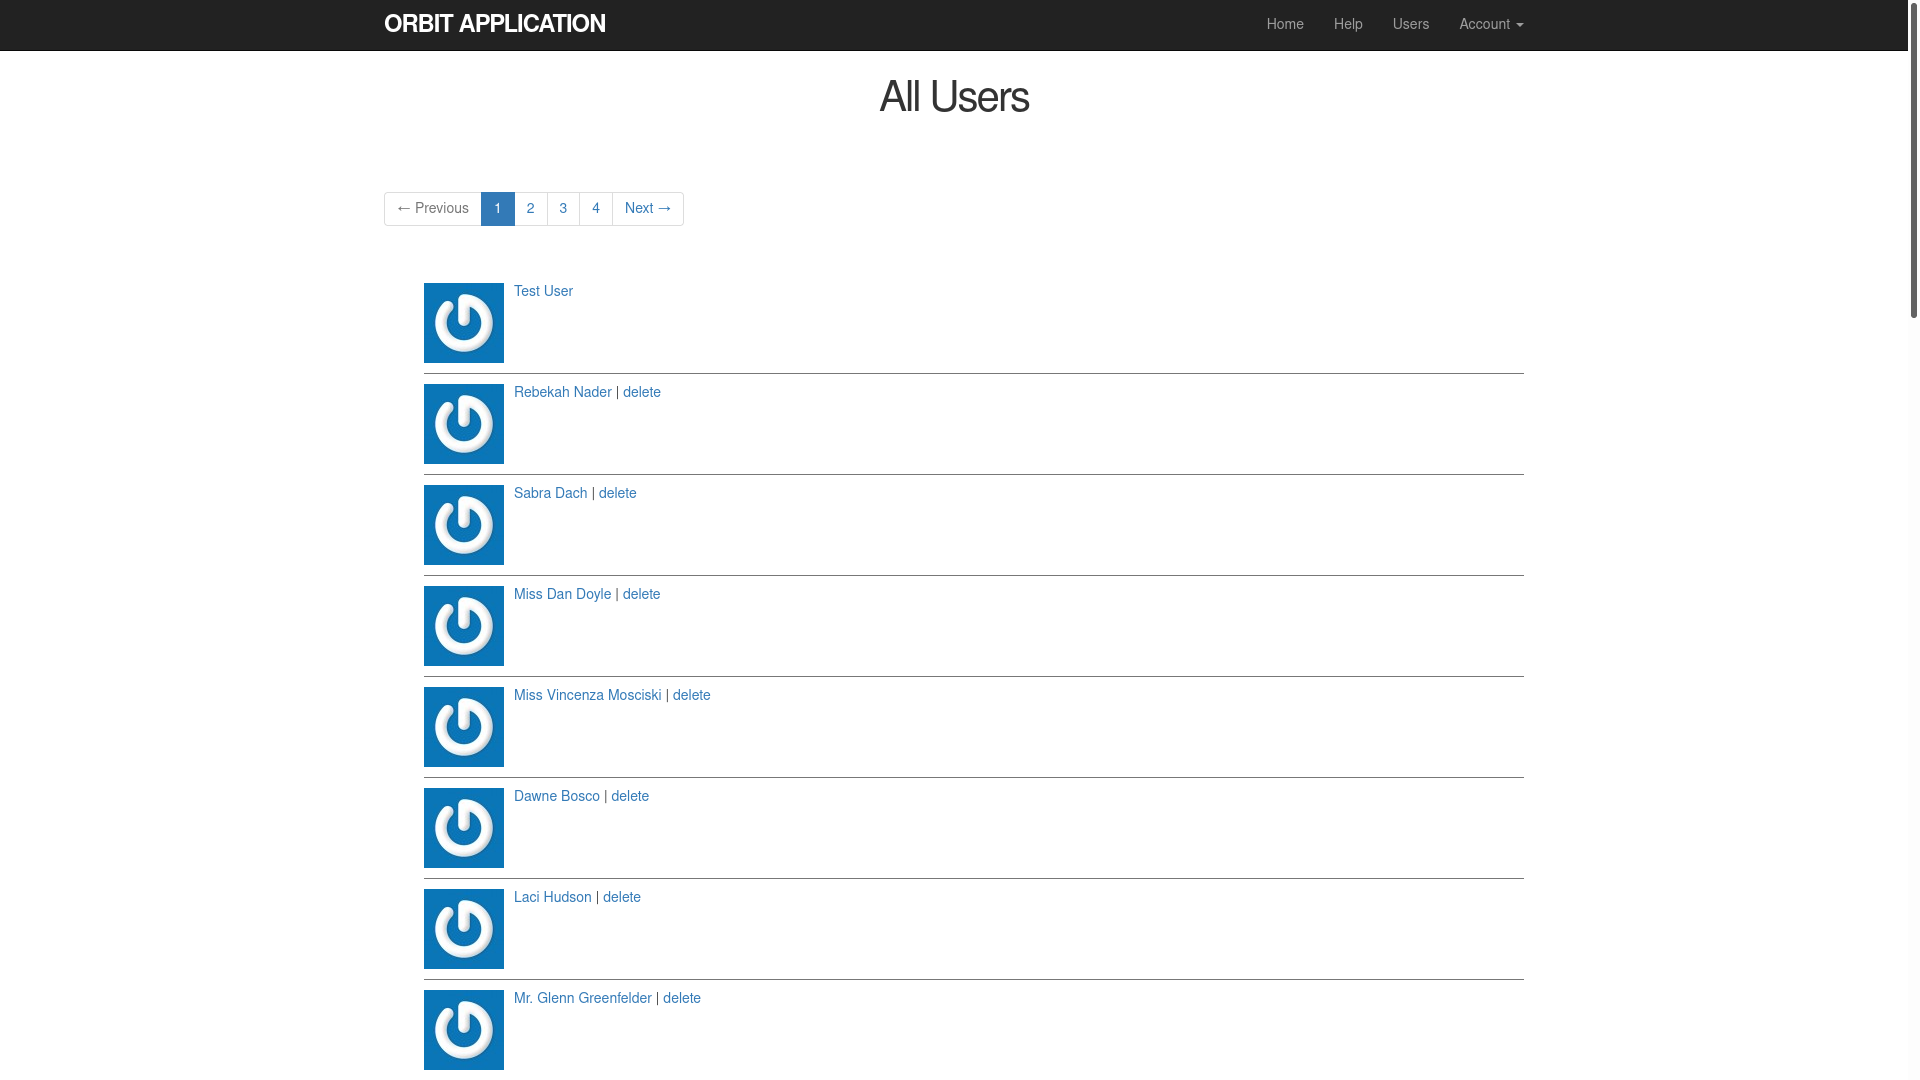 ORBIT APPLICATION Home Help Users Account
All Users
← Previous 1 2 3 4 Next →
Test User
Rebekah Nader | delete
Sabra Dach | delete
Miss Dan Doyle | delete
Miss Vincenza Mosciski | delete
Dawne Bosco | delete
Laci Hudson | delete
Mr. Glenn Greenfelder | delete